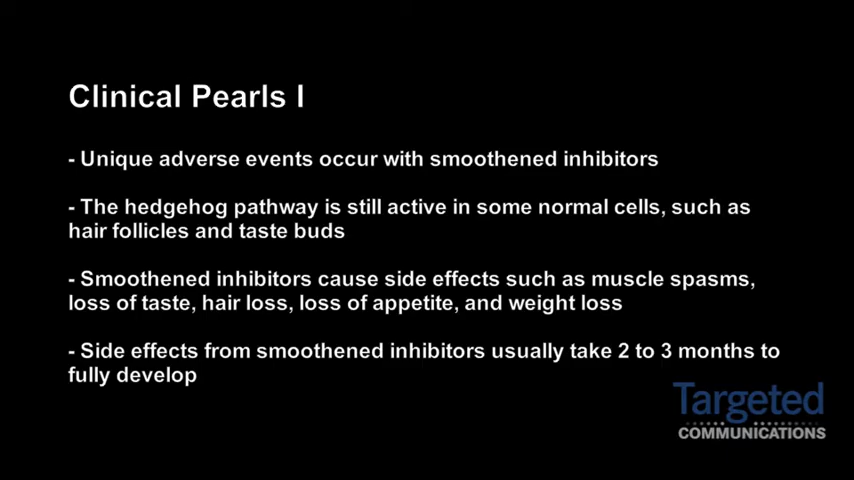 Clinical Pearls I
- Unique adverse events occur with smoothened inhibitors
- The hedgehog pathway is still active in some normal cells, such as
hair follicles and taste buds
- Smoothened inhibitors cause side effects such as muscle spasms,
loss of taste, hair loss, loss of appetite, and weight loss
- Side effects from smoothened inhibitors usually take 2 to 3 months to
fully develop
Targeted
COMMUNICATIONS